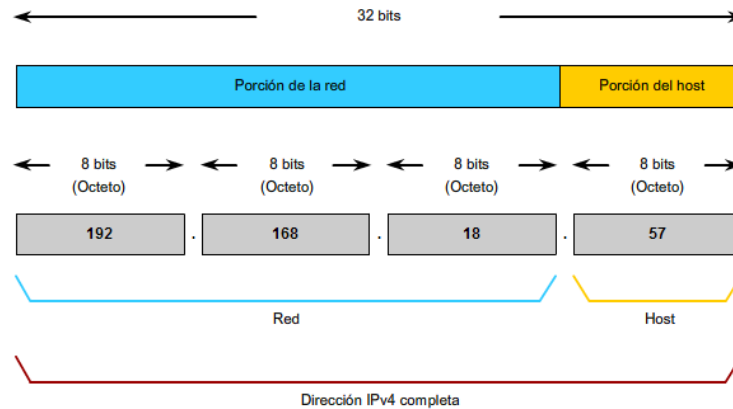 32 bits
Porción de la red Porción del host
8 bits 8 bits 8 bits 8 bits
(Octeto) (Octeto) (Octeto) (Octeto)
192 . 168 . 18 . 57
Red Host
Dirección IPv4 completa